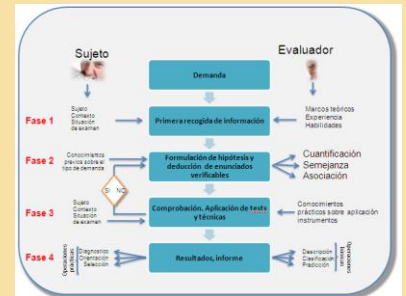 Sujeto
Evaluador
Demanda
Fase 1
Sujeto
Contexto
Situación
de examen
Primera recogida de información
Marcos teóricos
Experiencia
Habilidades
Fase 2
Conocimientos
previos sobre el
tipo de demanda
Formulación de hipótesis y
deducción de enunciados
verificables
Cuantificación
Semejanza
Asociación
SI NO
Fase 3
Sujeto
Contexto
Situación
de examen
Comprobación. Aplicación de tests
y técnicas
Conocimientos
prácticos sobre aplicación
instrumentos
Fase 4
Operaciones
prácticas
Diagnóstico
Orientación
Selección
Resultados, informe
Descripción
Clasificación
Predicción
Operaciones
básicas